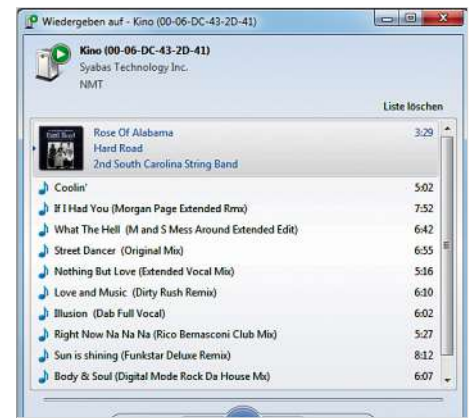 Wiedergeben auf - Kino (00-06-DC-43-2D-41)
Kino (00-06-DC-43-2D-41)
Syabas Technology Inc.
NMT
Liste löschen
Rose Of Alabama 3:29
Hard Road
2nd South Carolina String Band
Coolin' 5:02
If I Had You (Morgan Page Extended Rmx) 7:52
What The Hell (M and S Mess Around Extended Edit) 6:42
Street Dancer (Original Mix) 6:55
Nothing But Love (Extended Vocal Mix) 5:16
Love and Music (Dirty Rush Remix) 6:10
Illusion (Dab Full Vocal) 6:02
Right Now Na Na Na (Rico Bernasconi Club Mix) 5:27
Sun is shining (Funkstar Deluxe Remix) 8:12
Body & Soul (Digital Mode Rock Da House Mx) 6:07